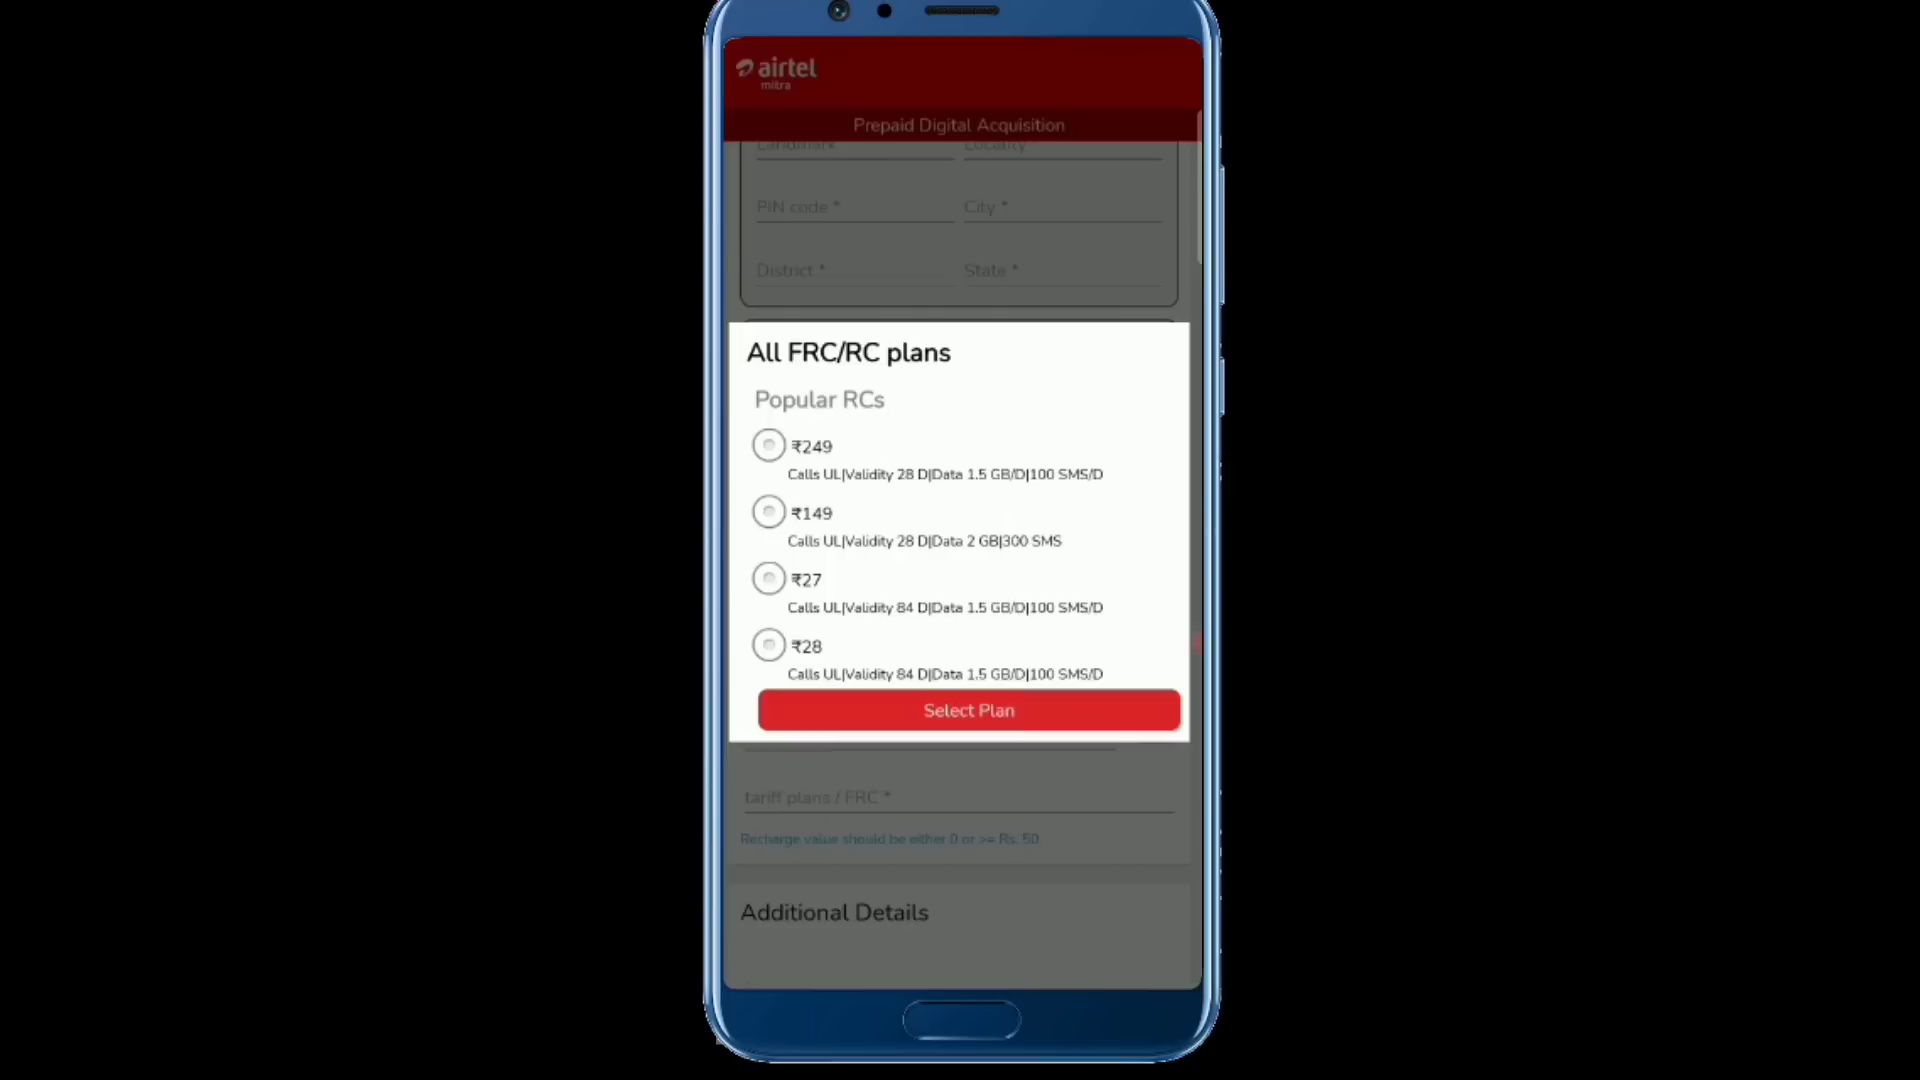 airtel
mitra
Prepaid Digital Acquisition
Landmark Locality *
PIN code * City *
District * State *
All FRC/RC plans
Popular RCs
₹249
Calls UL|Validity 28 D|Data 1.5 GB/D|100 SMS/D
₹149
Calls UL|Validity 28 D|Data 2 GB|300 SMS
₹27
Calls UL|Validity 84 D|Data 1.5 GB/D|100 SMS/D
₹28
Calls UL|Validity 84 D|Data 1.5 GB/D|100 SMS/D
Select Plan
tariff plans / FRC *
Recharge value should be either 0 or >= Rs. 50
Additional Details